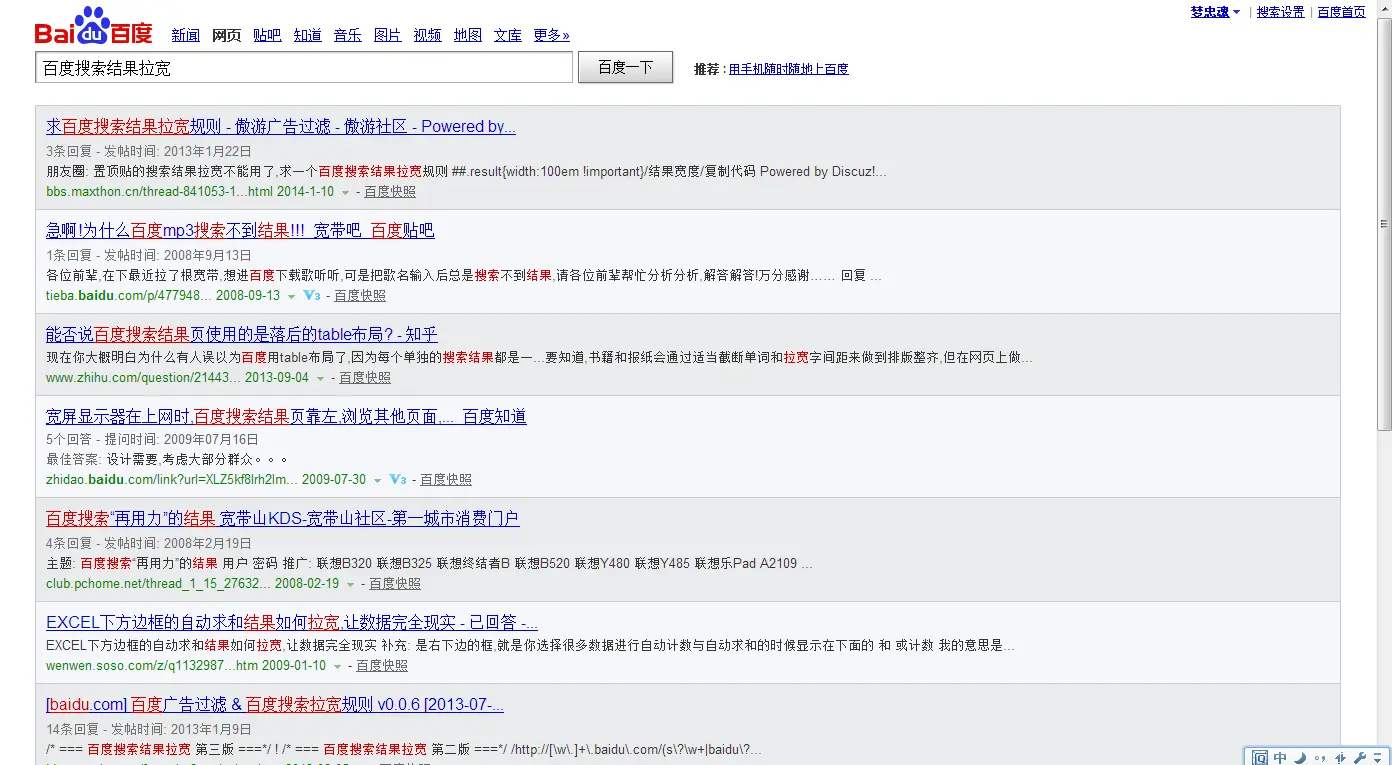 梦忠魂 | 搜索设置 | 百度首页
Bai du 百度 新闻 网页 贴吧 知道 音乐 图片 视频 地图 文库 更多»
百度搜索结果拉宽 百度一下 推荐 : 用手机随时随地上百度
求百度搜索结果拉宽规则 - 傲游广告过滤 - 傲游社区 - Powered by...
3条回复 - 发帖时间: 2013年1月22日
朋友圈: 置顶贴的搜索结果拉宽不能用了,求一个百度搜索结果拉宽规则 ##.result{width:100em !important}/结果宽度/复制代码 Powered by Discuz!...
bbs.maxthon.cn/thread-841053-1...html 2014-1-10 - 百度快照
急啊!为什么百度mp3搜索不到结果!!! _宽带吧_百度贴吧
1条回复 - 发帖时间: 2008年9月13日
各位前辈,在下最近拉了根宽带,想进百度下载歌听听,可是把歌名输入后总是搜索不到结果,请各位前辈帮忙分析分析,解答解答!万分感谢…… 回复 ...
tieba.baidu.com/p/477948... 2008-09-13 V3 - 百度快照
能否说百度搜索结果页使用的是落后的table布局? - 知乎
现在你大概明白为什么有人误以为百度用table布局了,因为每个单独的搜索结果都是一...要知道,书籍和报纸会通过适当截断单词和拉宽字间距来做到排版整齐,但在网页上做...
www.zhihu.com/question/21443... 2013-09-04 - 百度快照
宽屏显示器在上网时,百度搜索结果页靠左,浏览其他页面,..._百度知道
5个回答 - 提问时间: 2009年07月16日
最佳答案: 设计需要,考虑大部分群众。。。
zhidao.baidu.com/link?url=XLZ5kf8lrh2lm... 2009-07-30 V3 - 百度快照
百度搜索“再用力”的结果_宽带山KDS-宽带山社区-第一城市消费门户
4条回复 - 发帖时间: 2008年2月19日
主题: 百度搜索“再用力”的结果 用户 密码 推广: 联想B320 联想B325 联想终结者B 联想B520 联想Y480 联想Y485 联想乐Pad A2109 ...
club.pchome.net/thread_1_15_27632... 2008-02-19 - 百度快照
EXCEL下方边框的自动求和结果如何拉宽,让数据完全现实 - 已回答 -...
EXCEL下方边框的自动求和结果如何拉宽,让数据完全现实 补充: 是右下边的框,就是你选择很多数据进行自动计数与自动求和的时候显示在下面的 和 或计数 我的意思是...
wenwen.soso.com/z/q1132987...htm 2009-01-10 - 百度快照
[baidu.com] 百度广告过滤 & 百度搜索拉宽规则 v0.0.6 [2013-07-...
14条回复 - 发帖时间: 2013年1月9日
/* === 百度搜索结果拉宽 第三版 ===*/ ! /* === 百度搜索结果拉宽 第二版 ===*/ /http://[\w\.]+\.baidu\.com/(s\?\w+|baidu\?...
中